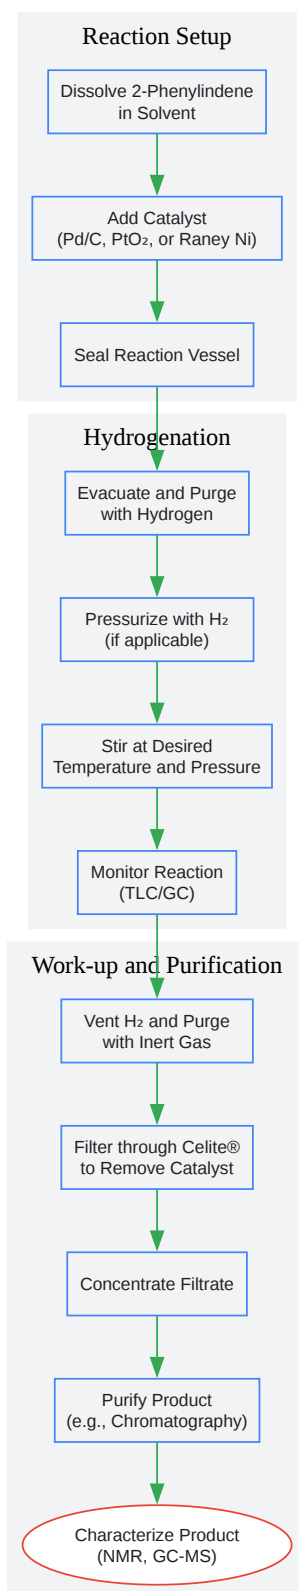 Reaction Setup
Dissolve 2-Phenylindene
in Solvent
Add Catalyst
(Pd/C, PtO₂, or Raney Ni)
Seal Reaction Vessel
Hydrogenation
Evacuate and Purge
with Hydrogen
Pressurize with H₂
(if applicable)
Stir at Desired
Temperature and Pressure
Monitor Reaction
(TLC/GC)
Work-up and Purification
Vent H₂ and Purge
with Inert Gas
Filter through Celite®
to Remove Catalyst
Concentrate Filtrate
Purify Product
(e.g., Chromatography)
Characterize Product
(NMR, GC-MS)